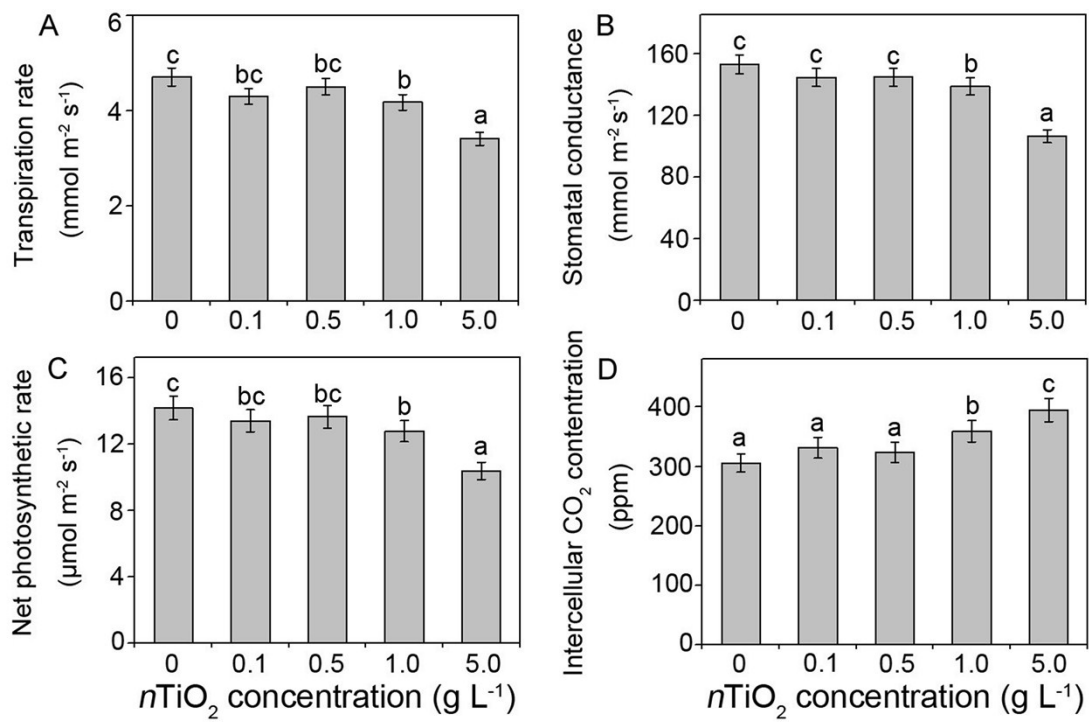 A
Transpiration rate
(mmol m-2 s-1)
6
4
2
0
c
bc
bc
b
a
0
0.1
0.5
1.0
5.0
B
Stomatal conductance
(mmol m-2 s-1)
160
120
80
40
0
c
c
c
b
a
0
0.1
0.5
1.0
5.0
C
Net photosynthetic rate
(μmol m-2 s-1)
16
12
8
4
0
c
bc
bc
b
a
0
0.1
0.5
1.0
5.0
nTiO2 concentration (g L-1)
D
Intercellular CO2 contentration
(ppm)
400
300
200
100
0
a
a
a
b
c
0
0.1
0.5
1.0
5.0
nTiO2 concentration (g L-1)